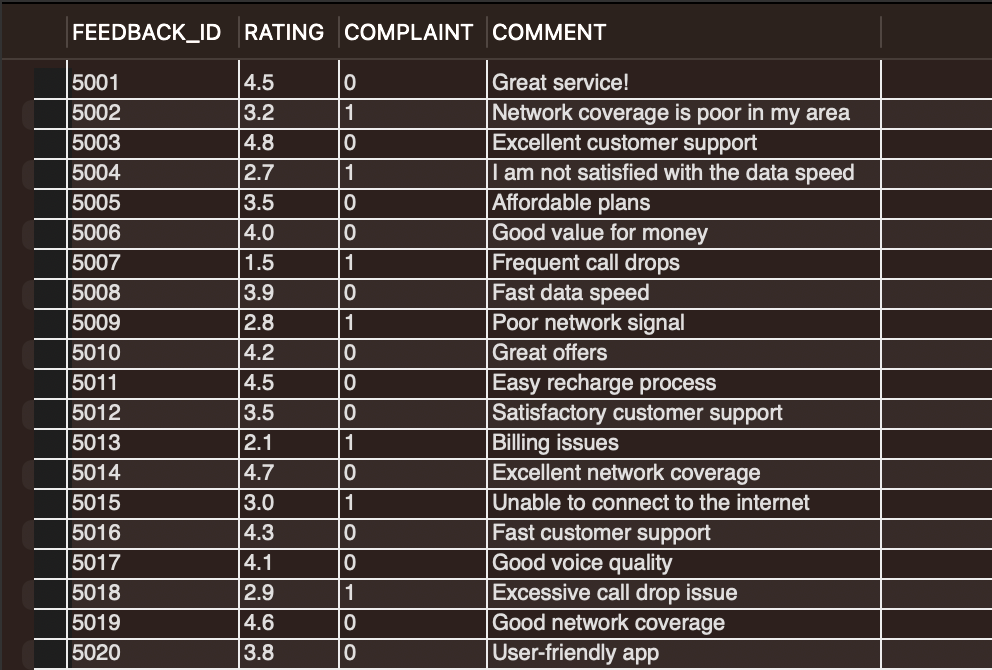 FEEDBACK_ID RATING COMPLAINT COMMENT
5001 4.5 0 Great service!
5002 3.2 1 Network coverage is poor in my area
5003 4.8 0 Excellent customer support
5004 2.7 1 I am not satisfied with the data speed
5005 3.5 0 Affordable plans
5006 4.0 0 Good value for money
5007 1.5 1 Frequent call drops
5008 3.9 0 Fast data speed
5009 2.8 1 Poor network signal
5010 4.2 0 Great offers
5011 4.5 0 Easy recharge process
5012 3.5 0 Satisfactory customer support
5013 2.1 1 Billing issues
5014 4.7 0 Excellent network coverage
5015 3.0 1 Unable to connect to the internet
5016 4.3 0 Fast customer support
5017 4.1 0 Good voice quality
5018 2.9 1 Excessive call drop issue
5019 4.6 0 Good network coverage
5020 3.8 0 User-friendly app